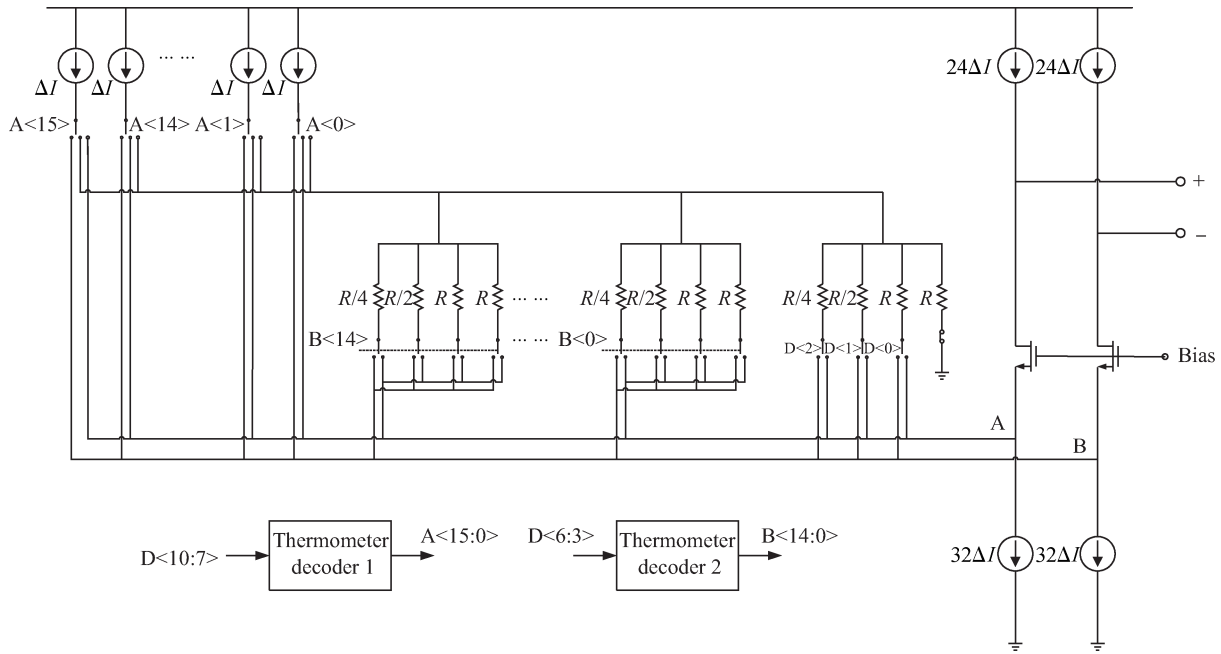 ΔI ΔI ... ... ΔI ΔI 24ΔI 24ΔI
A<15> A<14> A<1> A<0>
+
−
R/4 R/2 R R ... ... R/4 R/2 R R R/4 R/2 R R
B<14> ... ... B<0> D<2> D<1> D<0>
Bias
A
B
D<10:7> Thermometer decoder 1 A<15:0>
D<6:3> Thermometer decoder 2 B<14:0>
32ΔI 32ΔI